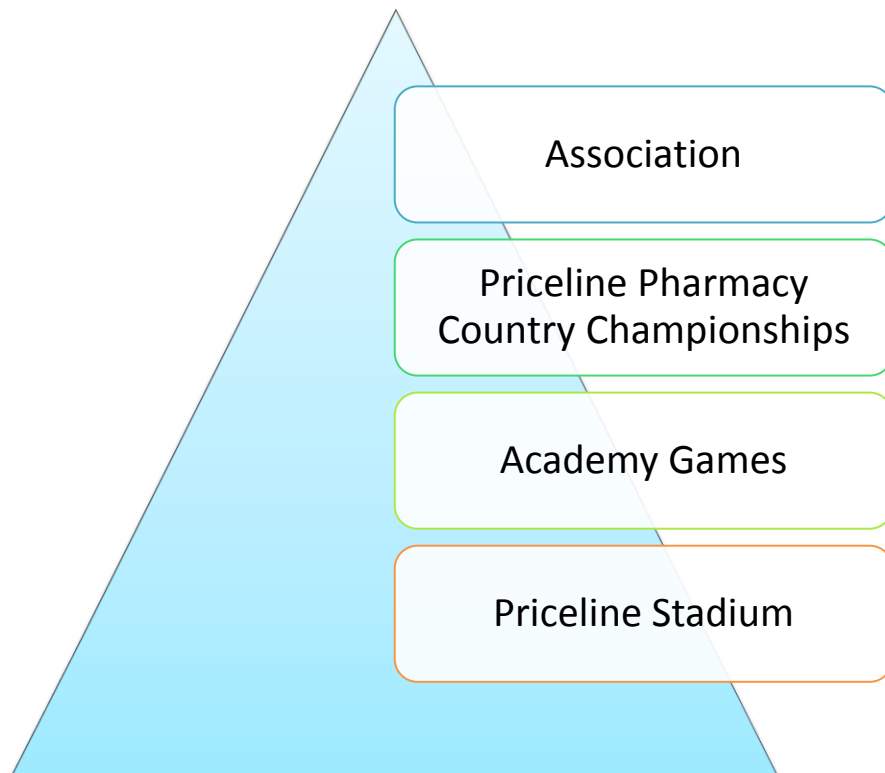 Association
Priceline Pharmacy
Country Championships
Academy Games
Priceline Stadium